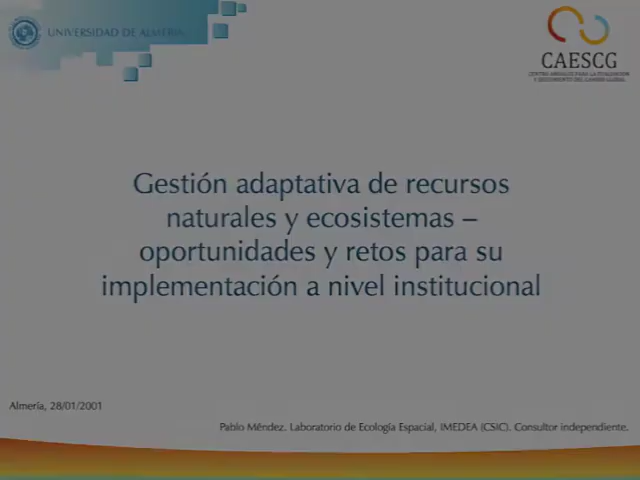 UNIVERSIDAD DE ALMERÍA
CAESCG
CENTRO ANDALUZ PARA LA EVALUACIÓN
Y SEGUIMIENTO DEL CAMBIO GLOBAL
Gestión adaptativa de recursos
naturales y ecosistemas –
oportunidades y retos para su
implementación a nivel institucional
Almería, 28/01/2001
Pablo Méndez. Laboratorio de Ecología Espacial, IMEDEA (CSIC). Consultor independiente.